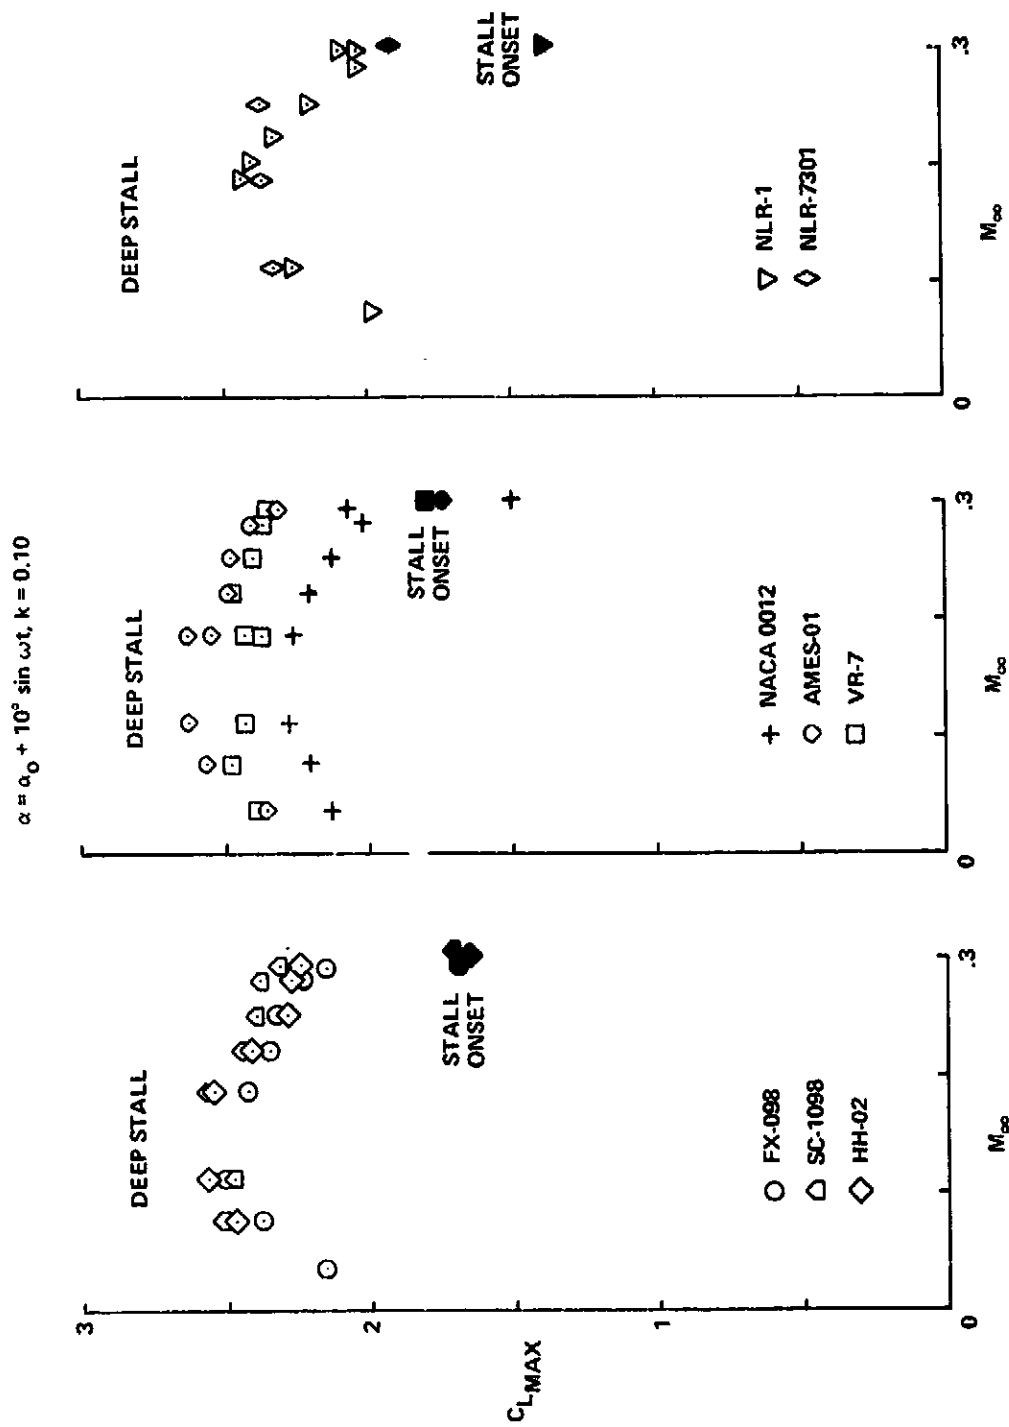 α = α₀ + 10° sin ωt, k = 0.10
DEEP STALL
STALL
ONSET
FX-098
SC-1098
HH-02
3
2
1
C_LMAX
0
.3
M∞
DEEP STALL
STALL
ONSET
NACA 0012
AMES-01
VR-7
0
.3
M∞
DEEP STALL
STALL
ONSET
NLR-1
NLR-7301
0
.3
M∞